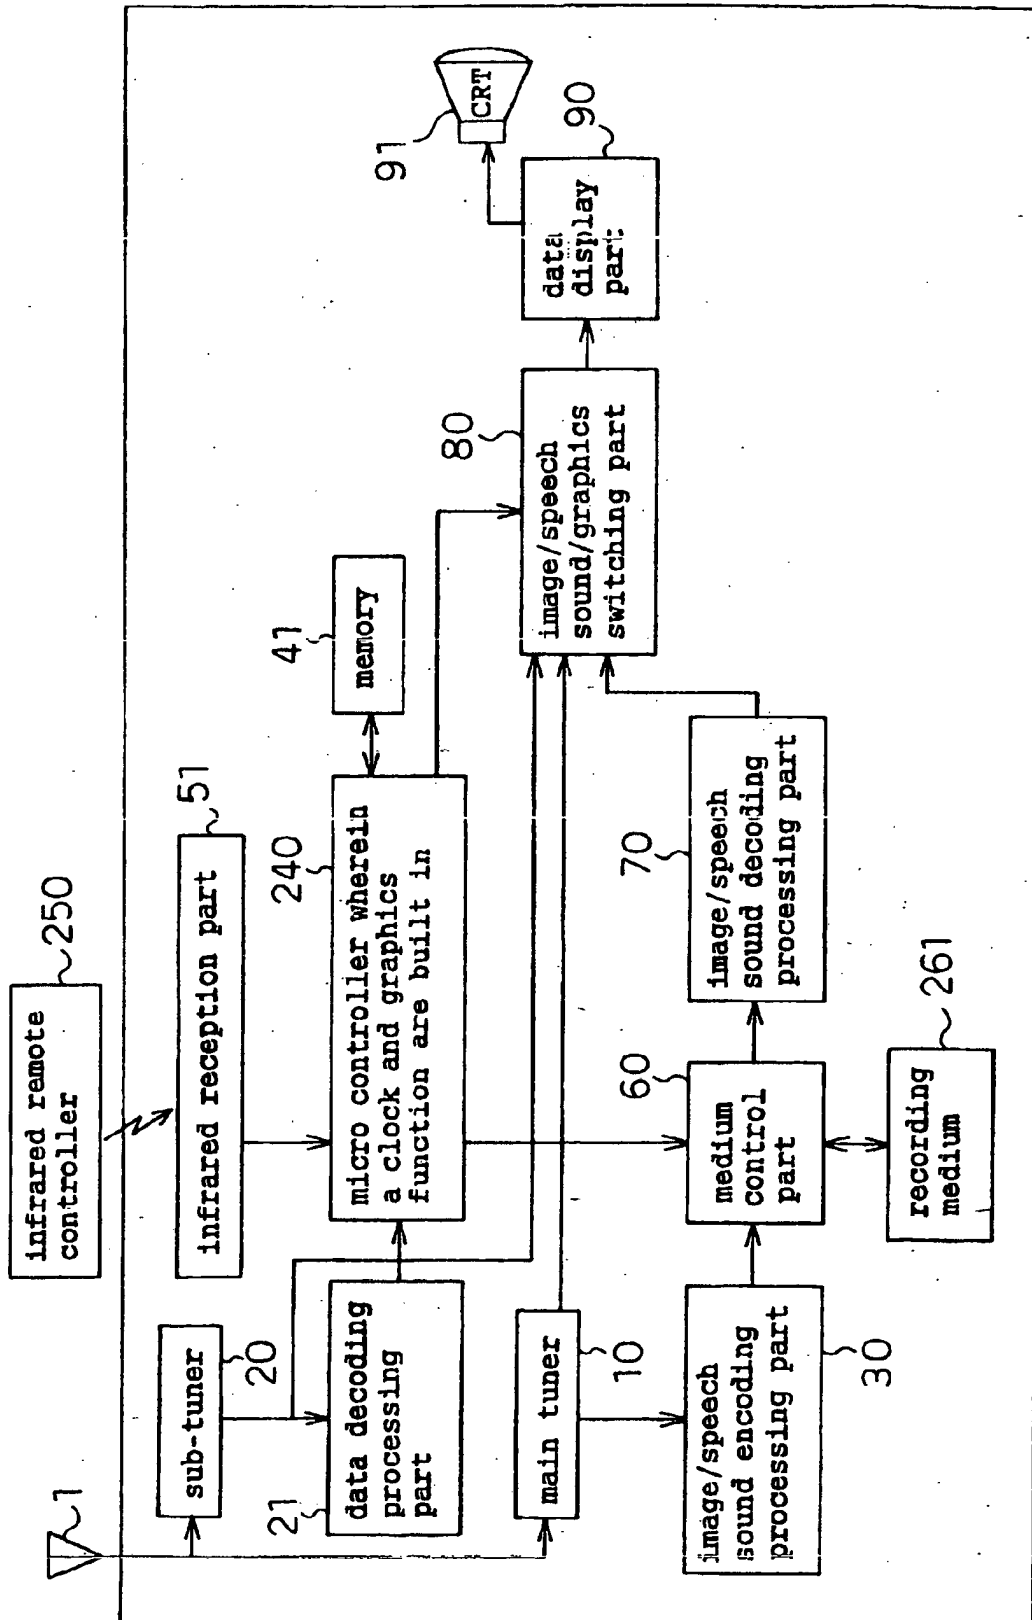 1
infrared remote
controller
250
sub-tuner
20
infrared reception part
51
data decoding
processing
part
21
micro controller wherein
a clock and graphics
function are built in
240
memory
41
main tuner
10
image/speech
sound/graphics
switching part
80
data
display
part
90
CRT
91
image/speech
sound encoding
processing part
30
medium
control
part
60
image/speech
sound decoding
processing part
70
recording
medium
261